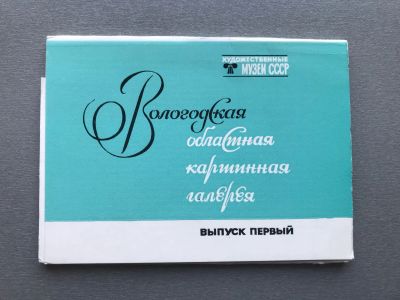 ХУДОЖЕСТВЕННЫЕ
МУЗЕИ СССР
Вологодская
областная
картинная
галерея
ВЫПУСК ПЕРВЫЙ